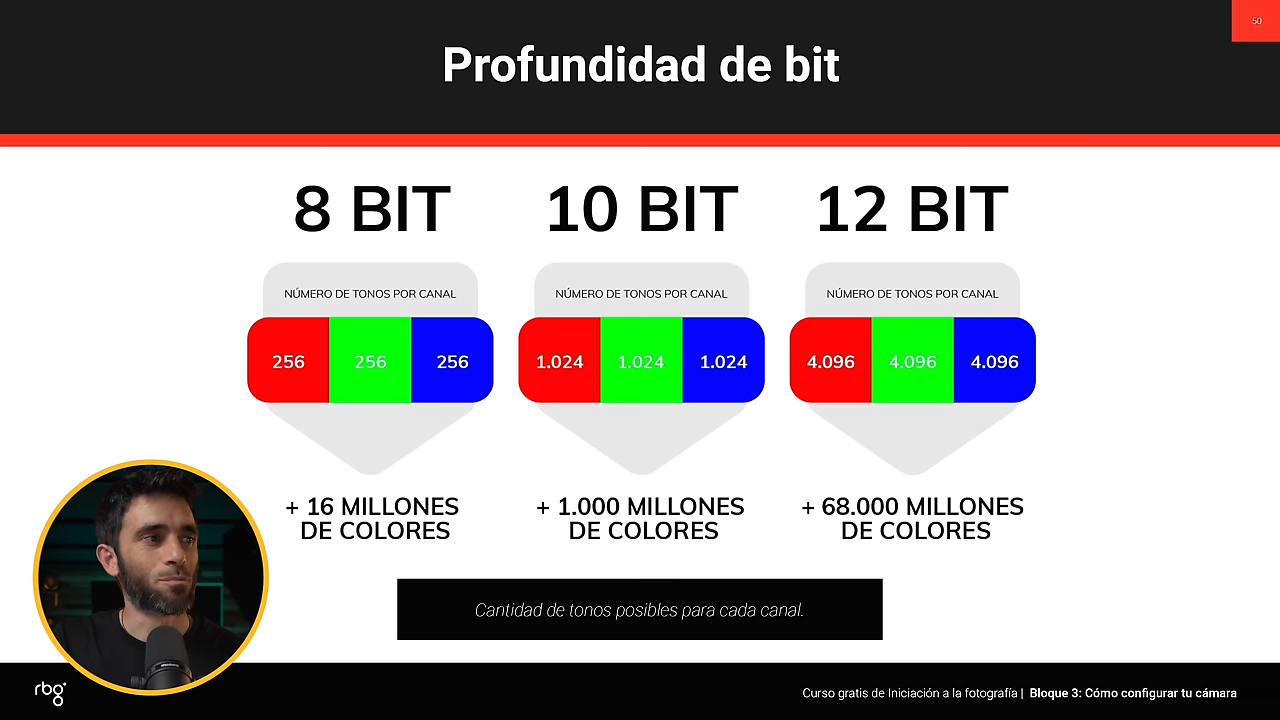 50
Profundidad de bit
8 BIT
10 BIT
12 BIT
NÚMERO DE TONOS POR CANAL
NÚMERO DE TONOS POR CANAL
NÚMERO DE TONOS POR CANAL
256 256 256
1.024 1.024 1.024
4.096 4.096 4.096
+ 16 MILLONES
DE COLORES
+ 1.000 MILLONES
DE COLORES
+ 68.000 MILLONES
DE COLORES
Cantidad de tonos posibles para cada canal.
rbg
Curso gratis de Iniciación a la fotografía | Bloque 3: Cómo configurar tu cámara